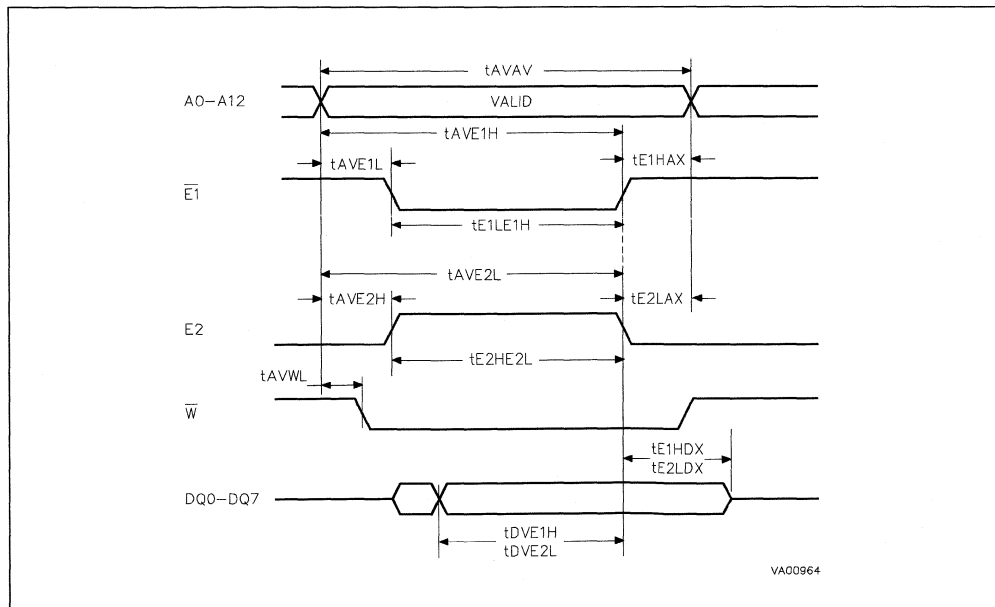 tAVAV
A0-A12
VALID
tAVE1H
tAVE1L
tE1HAX
E1
tE1LE1H
tAVE2L
tAVE2H
tE2LAX
E2
tE2HE2L
tAVWL
W
tE1HDX
tE2LDX
DQ0-DQ7
tDVE1H
tDVE2L
VA00964